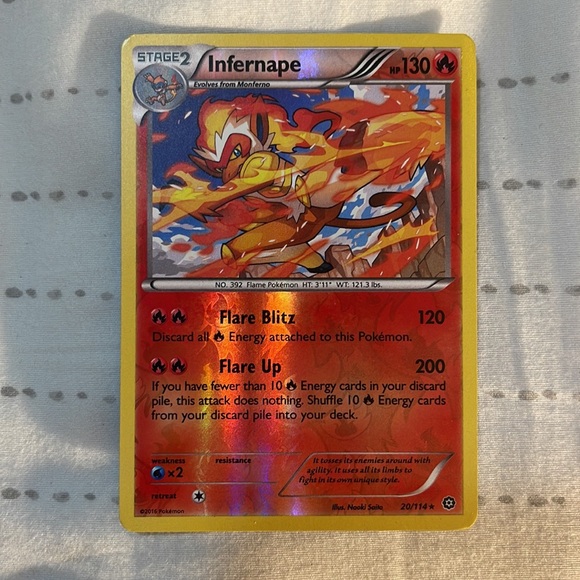 STAGE2 Infernape HP130
Evolves from Monferno
NO. 392 Flame Pokémon HT: 3'11" WT: 121.3 lbs.
Flare Blitz 120
Discard all Energy attached to this Pokémon.
Flare Up 200
If you have fewer than 10 Energy cards in your discard
pile, this attack does nothing. Shuffle 10 Energy cards
from your discard pile into your deck.
weakness resistance
×2
retreat
It tosses its enemies around with
agility. It uses all its limbs to
fight in its own unique style.
©2016 Pokémon
Illus. Naoki Saito 20/114 ★